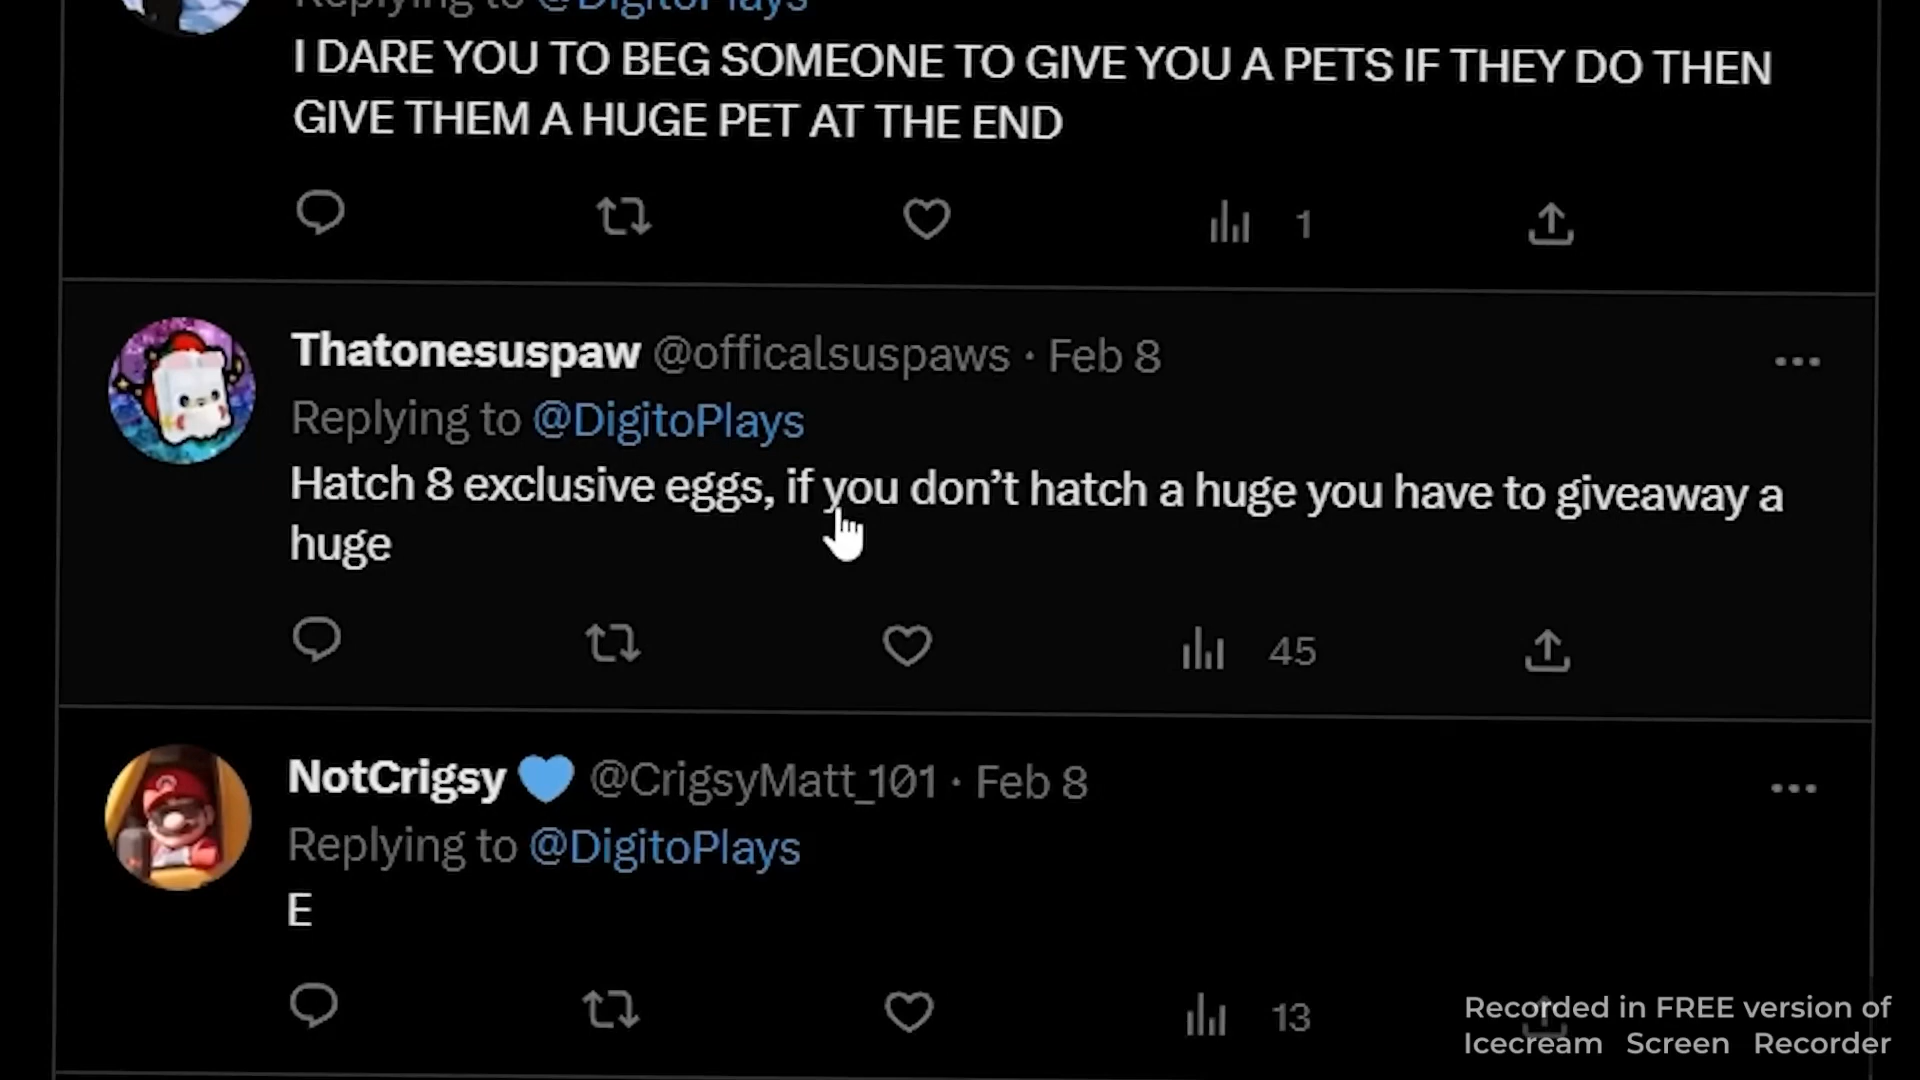 Replying to @DigitoPlays
I DARE YOU TO BEG SOMEONE TO GIVE YOU A PETS IF THEY DO THEN
GIVE THEM A HUGE PET AT THE END
1
Thatonesuspaw @officalsuspaws · Feb 8
Replying to @DigitoPlays
Hatch 8 exclusive eggs, if you don’t hatch a huge you have to giveaway a
huge
45
NotCrigsy @CrigsyMatt_101 · Feb 8
Replying to @DigitoPlays
E
13
Recorded in FREE version of
Icecream Screen Recorder